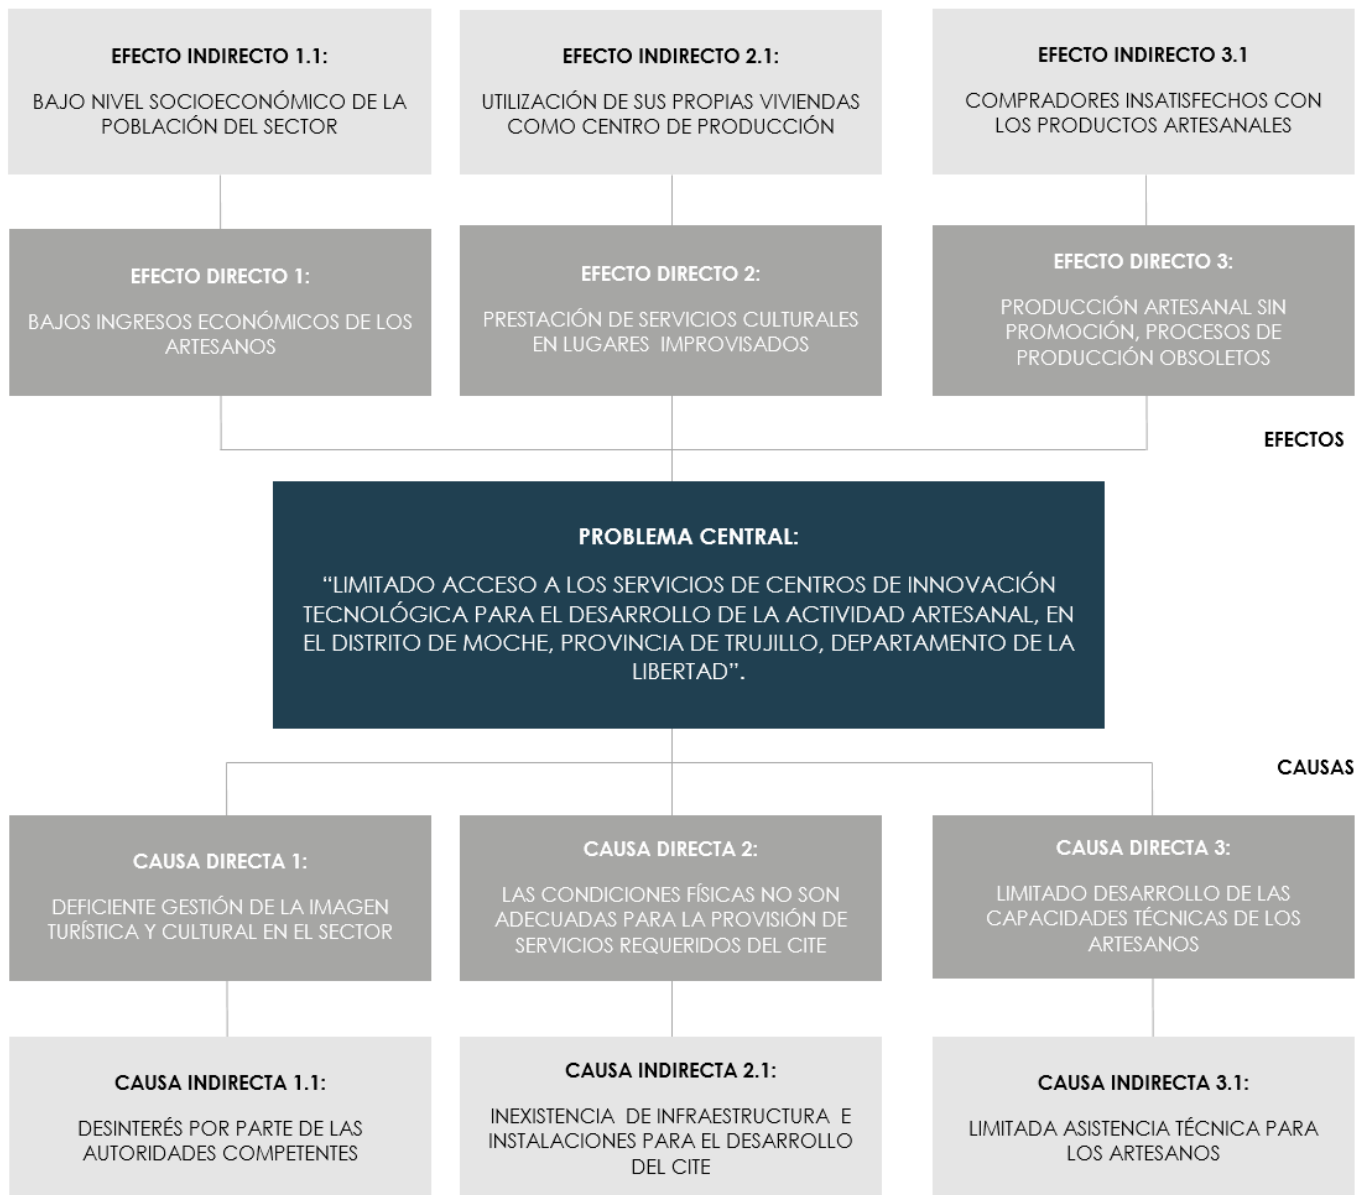 EFECTO INDIRECTO 1.1:
BAJO NIVEL SOCIOECONÓMICO DE LA
POBLACIÓN DEL SECTOR
EFECTO INDIRECTO 2.1:
UTILIZACIÓN DE SUS PROPIAS VIVIENDAS
COMO CENTRO DE PRODUCCIÓN
EFECTO INDIRECTO 3.1
COMPRADORES INSATISFECHOS CON
LOS PRODUCTOS ARTESANALES
EFECTO DIRECTO 1:
BAJOS INGRESOS ECONÓMICOS DE LOS
ARTESANOS
EFECTO DIRECTO 2:
PRESTACIÓN DE SERVICIOS CULTURALES
EN LUGARES IMPROVISADOS
EFECTO DIRECTO 3:
PRODUCCIÓN ARTESANAL SIN
PROMOCIÓN, PROCESOS DE
PRODUCCIÓN OBSOLETOS
EFECTOS
PROBLEMA CENTRAL:
“LIMITADO ACCESO A LOS SERVICIOS DE CENTROS DE INNOVACIÓN
TECNOLÓGICA PARA EL DESARROLLO DE LA ACTIVIDAD ARTESANAL, EN
EL DISTRITO DE MOCHE, PROVINCIA DE TRUJILLO, DEPARTAMENTO DE LA
LIBERTAD”.
CAUSAS
CAUSA DIRECTA 1:
DEFICIENTE GESTIÓN DE LA IMAGEN
TURÍSTICA Y CULTURAL EN EL SECTOR
CAUSA DIRECTA 2:
LAS CONDICIONES FÍSICAS NO SON
ADECUADAS PARA LA PROVISIÓN DE
SERVICIOS REQUERIDOS DEL CITE
CAUSA DIRECTA 3:
LIMITADO DESARROLLO DE LAS
CAPACIDADES TÉCNICAS DE LOS
ARTESANOS
CAUSA INDIRECTA 1.1:
DESINTERÉS POR PARTE DE LAS
AUTORIDADES COMPETENTES
CAUSA INDIRECTA 2.1:
INEXISTENCIA DE INFRAESTRUCTURA E
INSTALACIONES PARA EL DESARROLLO
DEL CITE
CAUSA INDIRECTA 3.1:
LIMITADA ASISTENCIA TÉCNICA PARA
LOS ARTESANOS